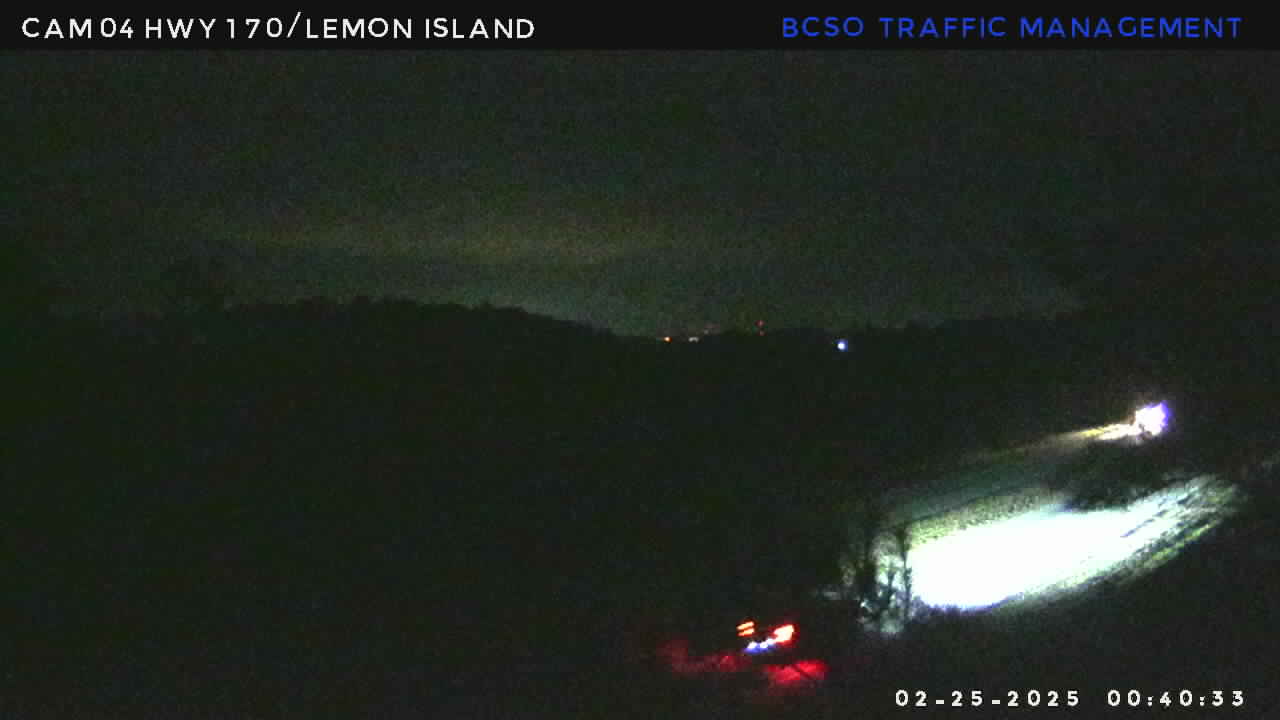 CAM04 HWY 170/LEMON ISLAND
BCSO TRAFFIC MANAGEMENT
02-25-2025 00:40:33